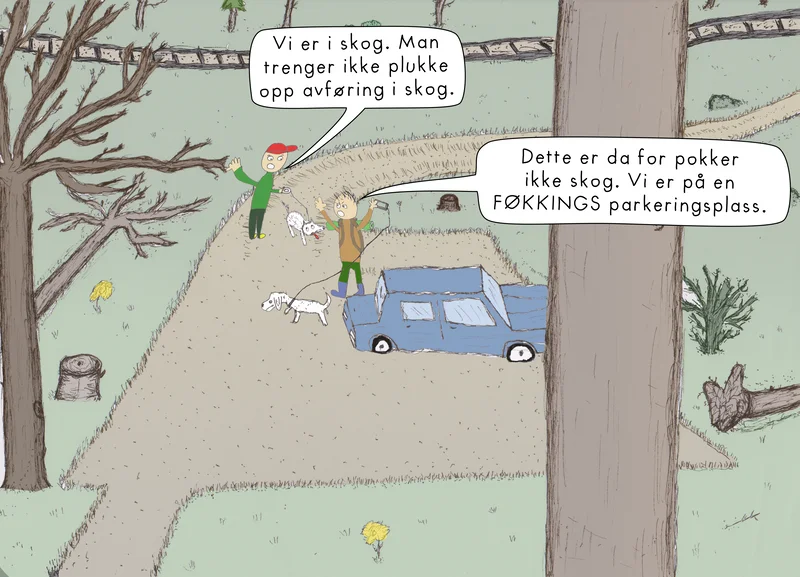 Vi er i skog. Man
trenger ikke plukke
opp avføring i skog.
Dette er da for pokker
ikke skog. Vi er på en
FØKKINGS parkeringsplass.